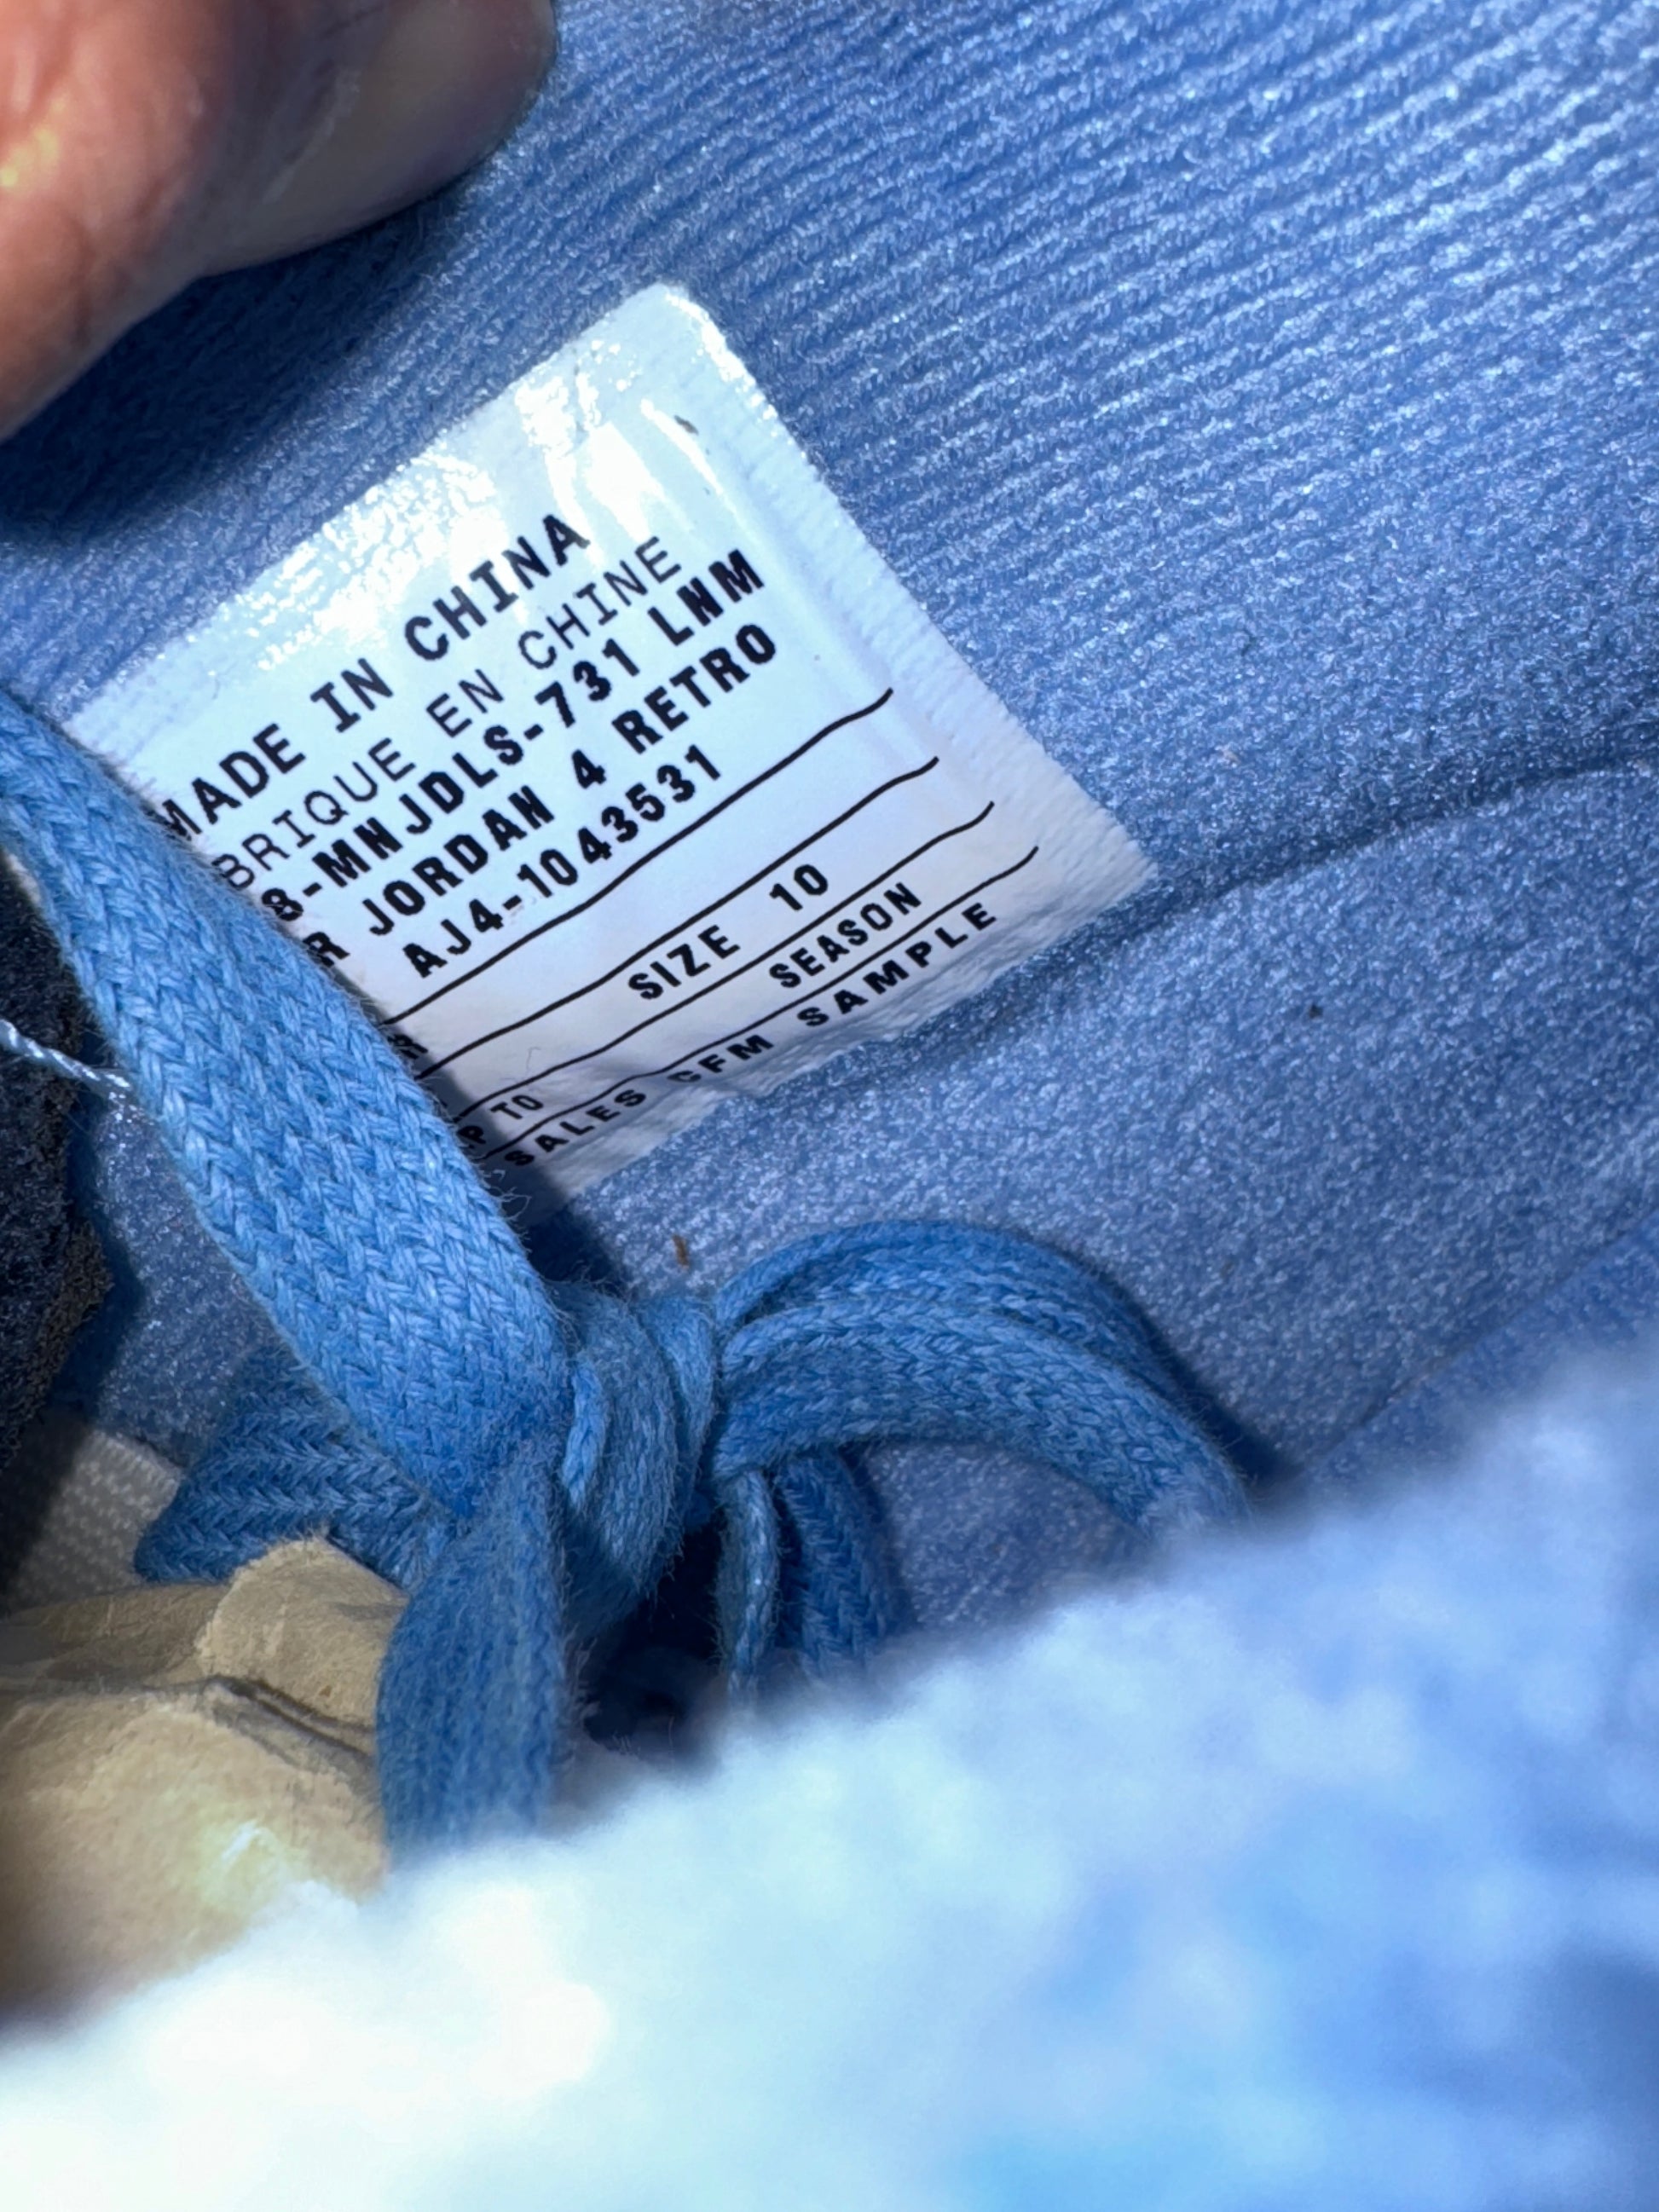 MADE IN CHINA
BRIQUE EN CHINE
8-MNJDLS-731 LNM
R JORDAN 4 RETRO
AJ4-1043531
R SIZE 10
P TO SEASON
SALES CFM SAMPLE